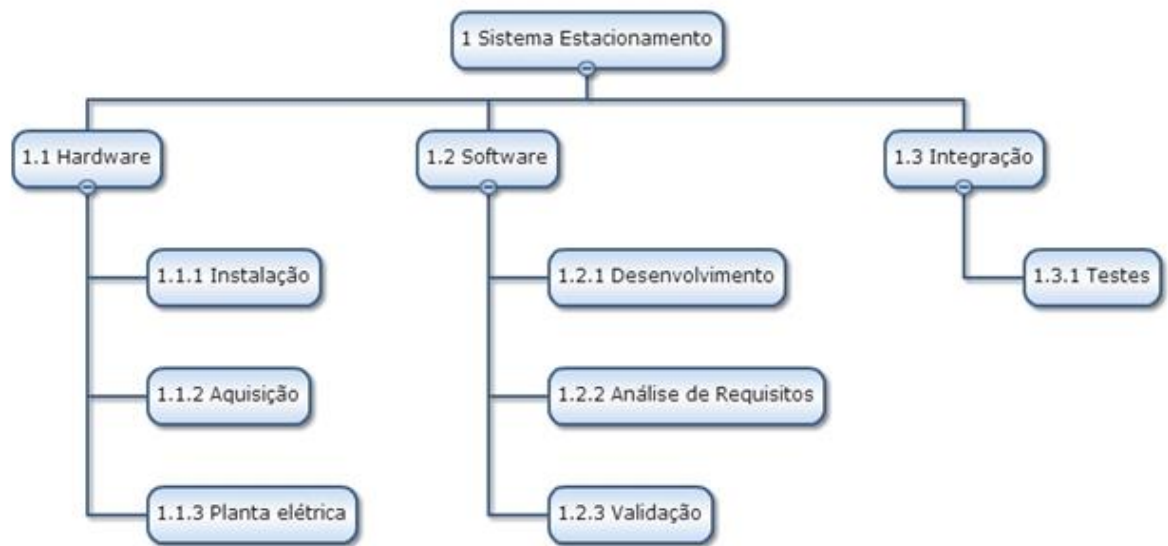 1 Sistema Estacionamento
1.1 Hardware
1.2 Software
1.3 Integração
1.1.1 Instalação
1.2.1 Desenvolvimento
1.3.1 Testes
1.1.2 Aquisição
1.2.2 Análise de Requisitos
1.1.3 Planta elétrica
1.2.3 Validação